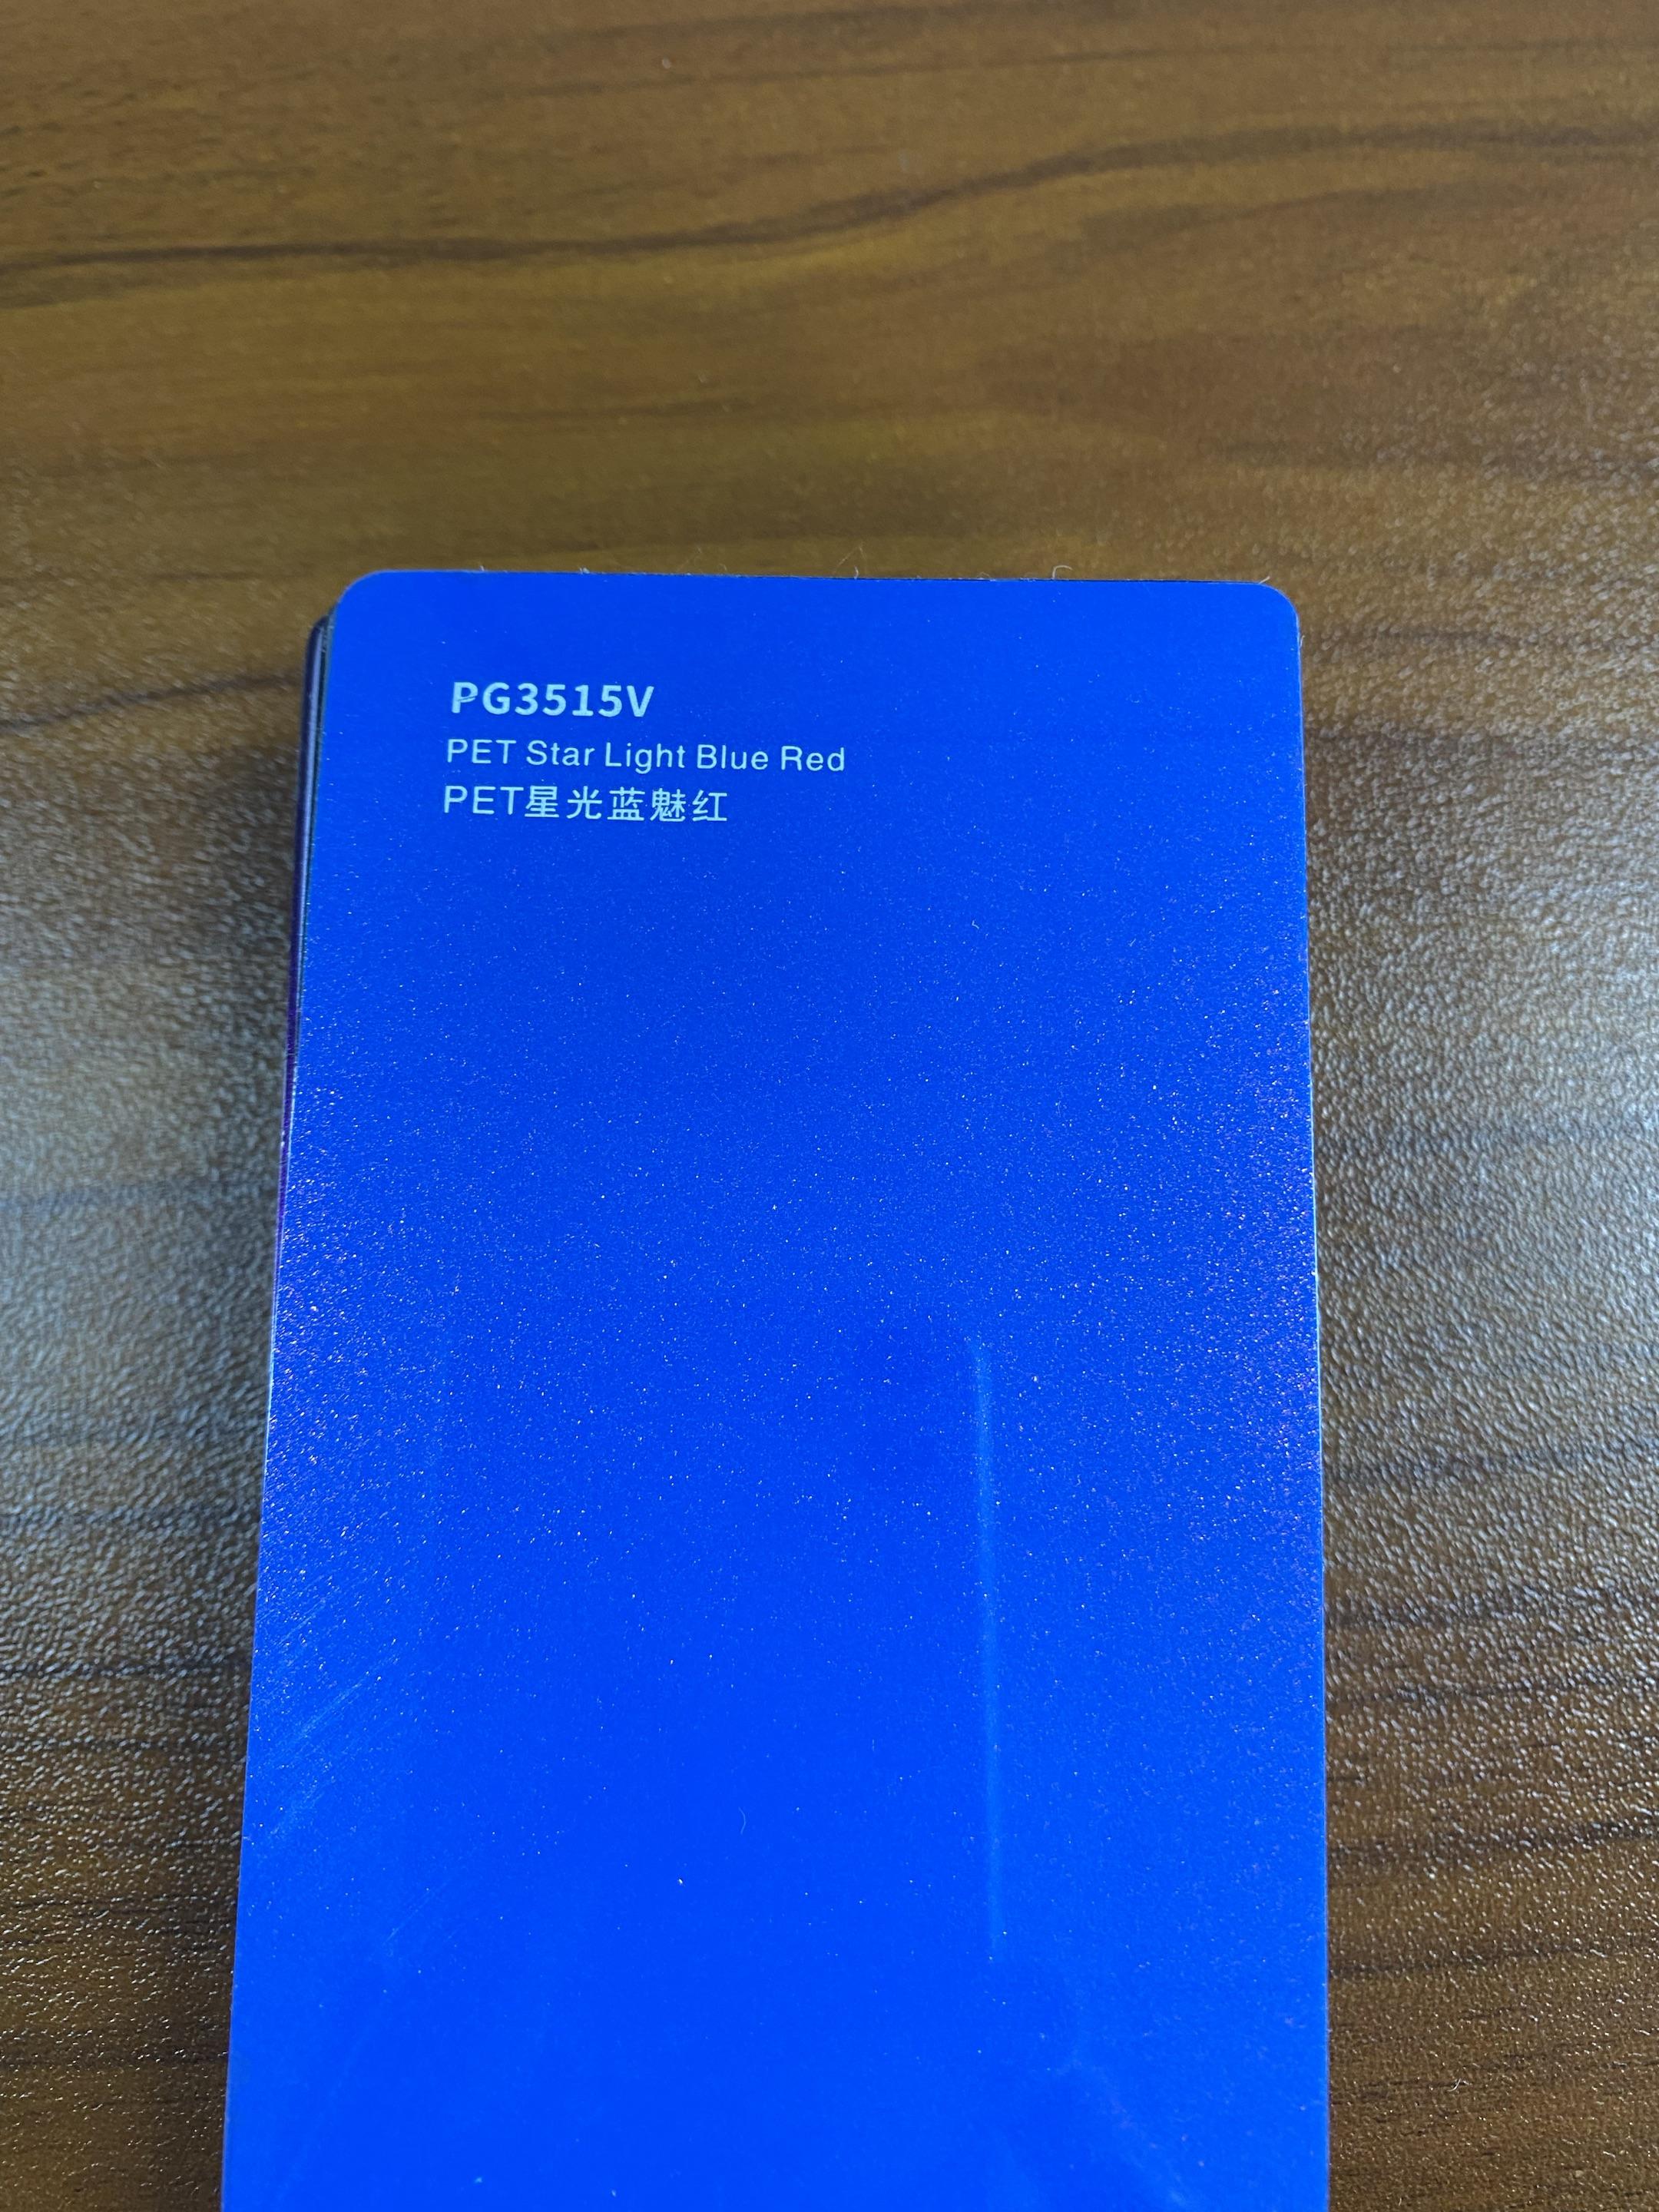 PG3515V
PET Star Light Blue Red
PET星光蓝魅红